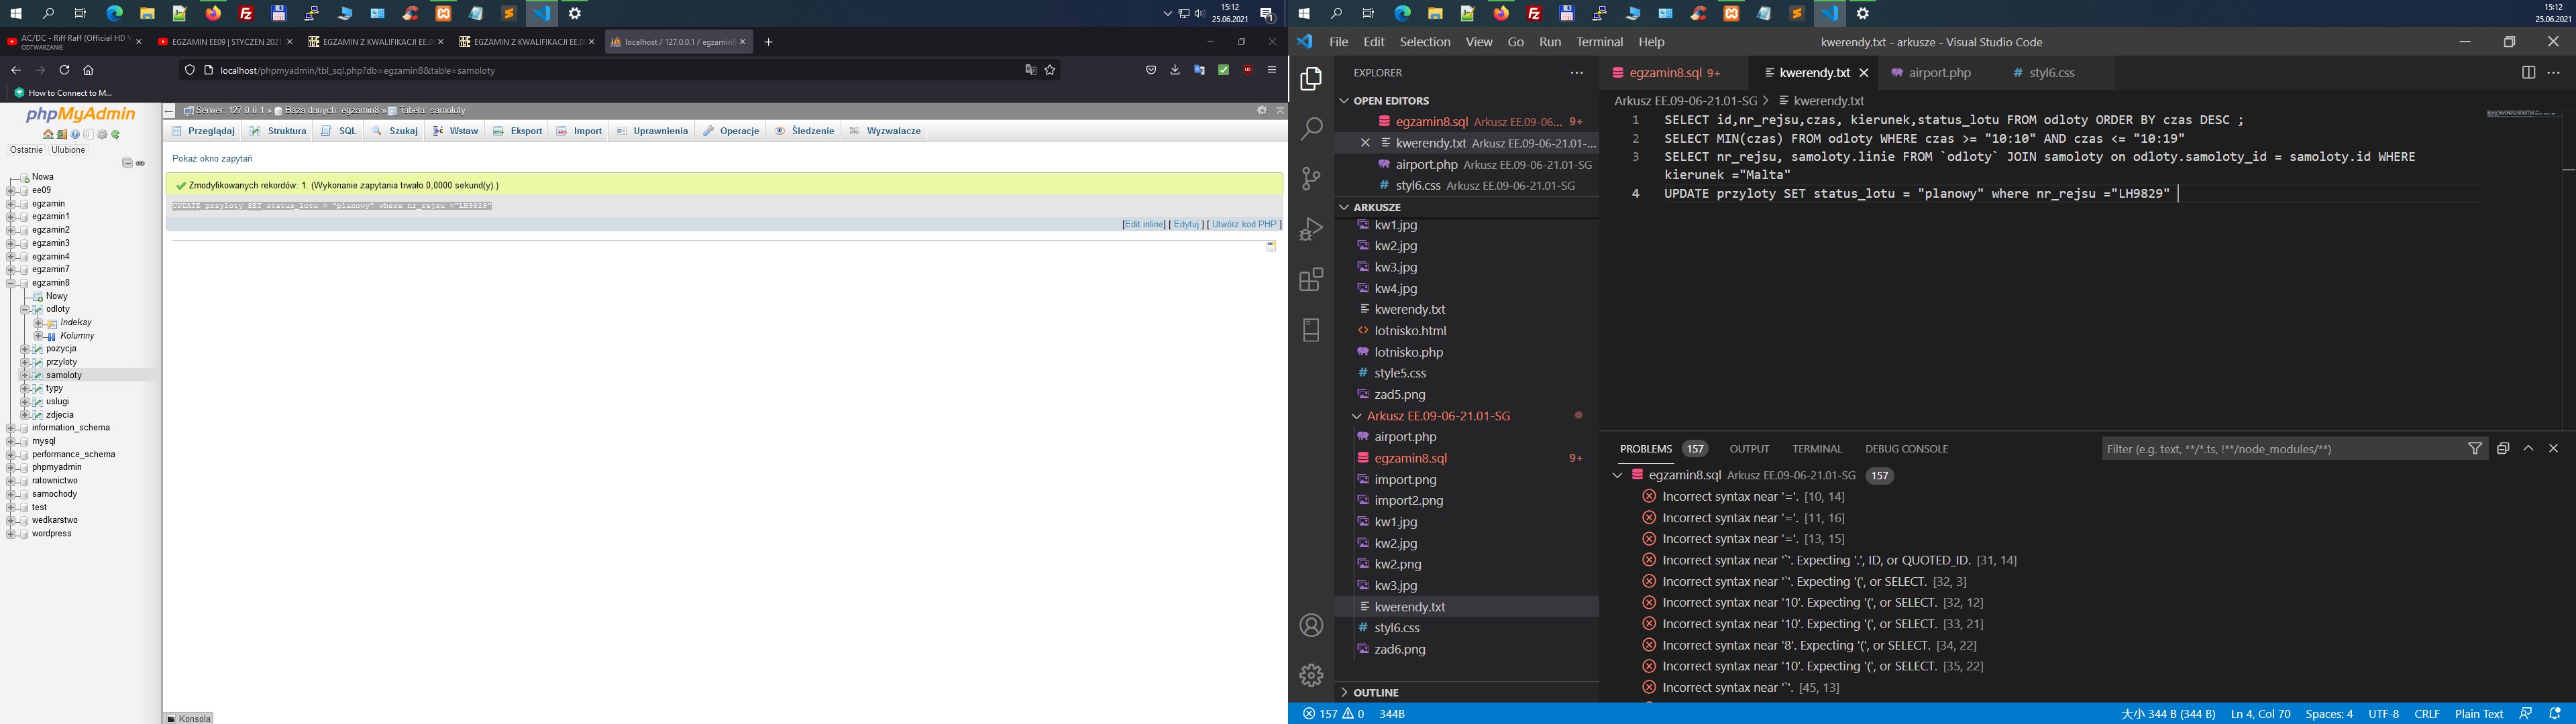 15:12
25.06.2021
1
AC/DC - Riff Raff (Official HD V
ODTWARZANIE
EGZAMIN EE09 | STYCZEN 2021
EGZAMIN Z KWALIFIKACJI EE.09
EGZAMIN Z KWALIFIKACJI EE.09
localhost / 127.0.0.1 / egzamin8
localhost/phpmyadmin/tbl_sql.php?db=egzamin8&table=samoloty
How to Connect to M...
phpMyAdmin
Ostatnie Ulubione
Nowa
ee09
egzamin
egzamin1
egzamin2
egzamin3
egzamin4
egzamin7
egzamin8
Nowy
odloty
Indeksy
Kolumny
pozycja
przyloty
samoloty
typy
uslugi
zdjecia
information_schema
mysql
performance_schema
phpmyadmin
ratownictwo
samochody
test
wedkarstwo
wordpress
Serwer: 127.0.0.1 » Baza danych: egzamin8 » Tabela: samoloty
Przeglądaj Struktura SQL Szukaj Wstaw Eksport Import Uprawnienia Operacje Śledzenie Wyzwalacze
Pokaż okno zapytań
Zmodyfikowanych rekordów: 1. (Wykonanie zapytania trwało 0,0000 sekund(y).)
UPDATE przyloty SET status_lotu = "planowy" where nr_rejsu ="LH9829"
[Edit inline] [ Edytuj ] [ Utwórz kod PHP ]
Konsola
15:12
25.06.2021
File Edit Selection View Go Run Terminal Help
kwerendy.txt - arkusze - Visual Studio Code
EXPLORER
OPEN EDITORS
egzamin8.sql Arkusz EE.09-06... 9+
kwerendy.txt Arkusz EE.09-06-21.01-...
airport.php Arkusz EE.09-06-21.01-SG
styl6.css Arkusz EE.09-06-21.01-SG
ARKUSZE
kw1.jpg
kw2.jpg
kw3.jpg
kw4.jpg
kwerendy.txt
lotnisko.html
lotnisko.php
style5.css
zad5.png
Arkusz EE.09-06-21.01-SG
airport.php
egzamin8.sql 9+
import.png
import2.png
kw1.jpg
kw2.jpg
kw2.png
kw3.jpg
kwerendy.txt
styl6.css
zad6.png
OUTLINE
egzamin8.sql 9+ kwerendy.txt airport.php styl6.css
Arkusz EE.09-06-21.01-SG > kwerendy.txt
1 SELECT id,nr_rejsu,czas, kierunek,status_lotu FROM odloty ORDER BY czas DESC ;
2 SELECT MIN(czas) FROM odloty WHERE czas >= "10:10" AND czas <= "10:19"
3 SELECT nr_rejsu, samoloty.linie FROM `odloty` JOIN samoloty on odloty.samoloty_id = samoloty.id WHERE
kierunek ="Malta"
4 UPDATE przyloty SET status_lotu = "planowy" where nr_rejsu ="LH9829"
PROBLEMS 157 OUTPUT TERMINAL DEBUG CONSOLE
Filter (e.g. text, **/*.ts, !**/node_modules/**)
egzamin8.sql Arkusz EE.09-06-21.01-SG 157
Incorrect syntax near '='. [10, 14]
Incorrect syntax near '='. [11, 16]
Incorrect syntax near '='. [13, 15]
Incorrect syntax near '`'. Expecting '.', ID, or QUOTED_ID. [31, 14]
Incorrect syntax near '`'. Expecting '(', or SELECT. [32, 3]
Incorrect syntax near '10'. Expecting '(', or SELECT. [32, 12]
Incorrect syntax near '10'. Expecting '(', or SELECT. [33, 21]
Incorrect syntax near '8'. Expecting '(', or SELECT. [34, 22]
Incorrect syntax near '10'. Expecting '(', or SELECT. [35, 22]
Incorrect syntax near '`'. [45, 13]
157 0 344B
大小 344 B (344 B) Ln 4, Col 70 Spaces: 4 UTF-8 CRLF Plain Text